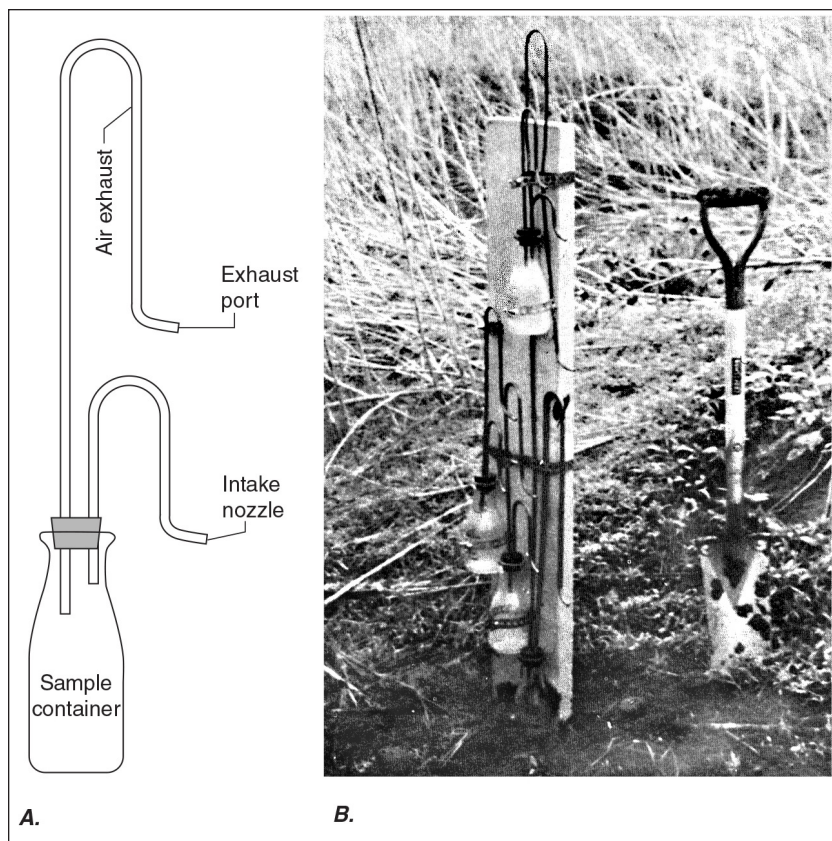 Air exhaust
Exhaust
port
Intake
nozzle
Sample
container
A.
B.